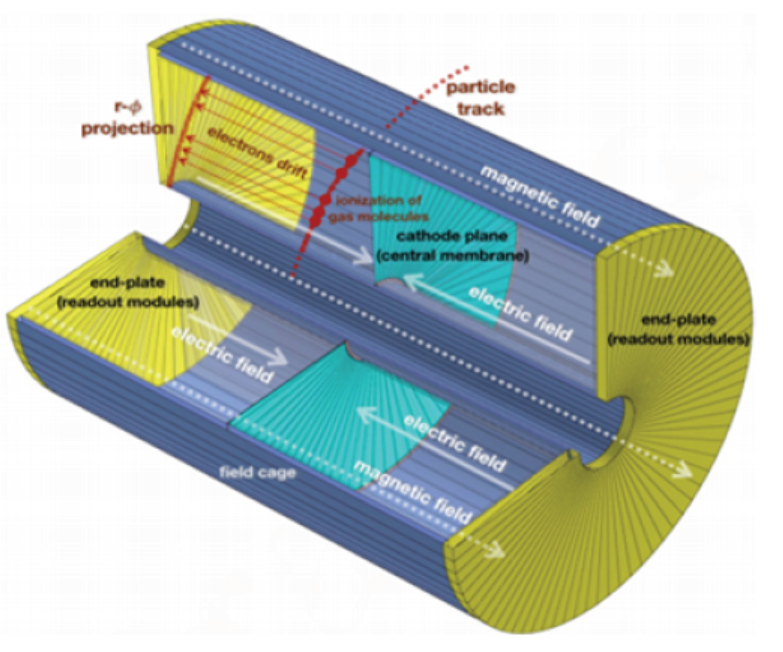 particle
track
r-ϕ
projection
electrons drift
magnetic field
ionization of
gas molecules
cathode plane
(central membrane)
end-plate
(readout modules)
electric field
end-plate
(readout modules)
electric field
electric field
magnetic field
field cage